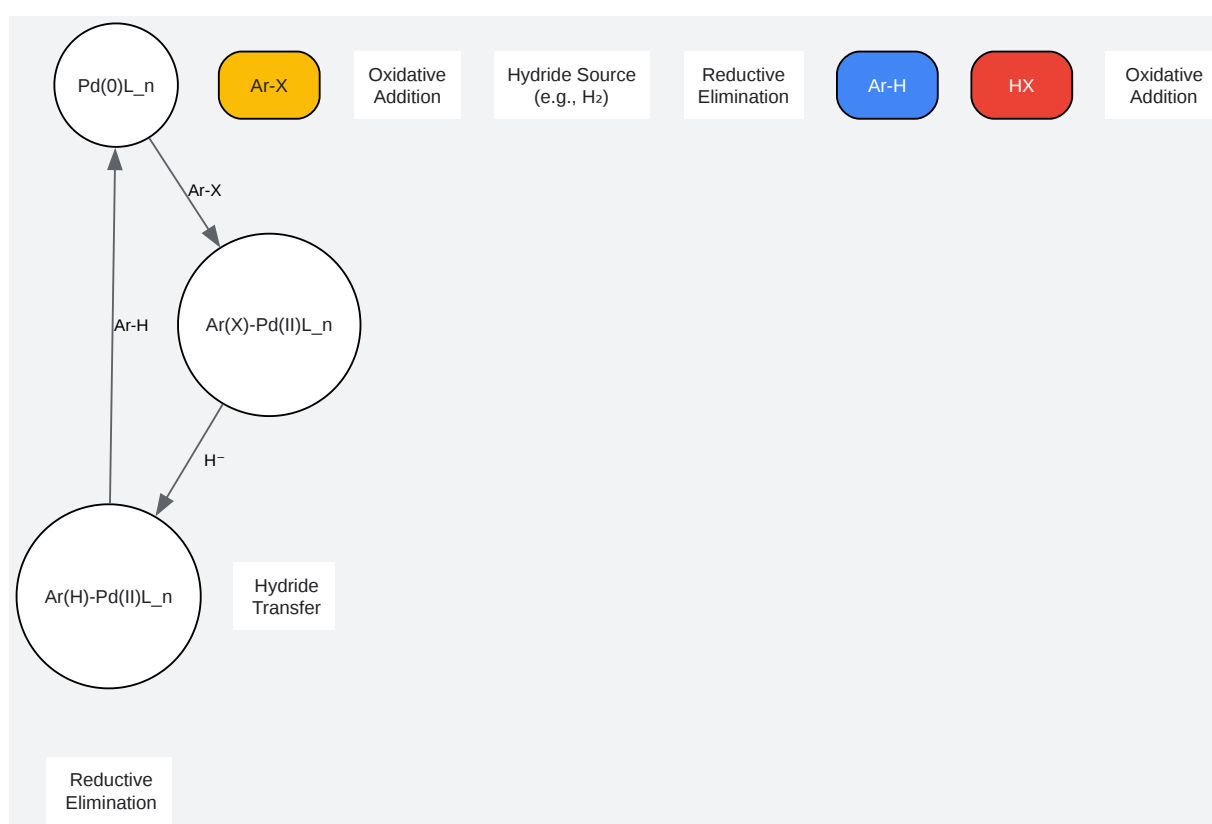 Pd(0)L_n
Ar-X
Oxidative
Addition
Hydride Source
(e.g., H₂)
Reductive
Elimination
Ar-H
HX
Oxidative
Addition
Ar-X
Ar(X)-Pd(II)L_n
Ar-H
H⁻
Ar(H)-Pd(II)L_n
Hydride
Transfer
Reductive
Elimination